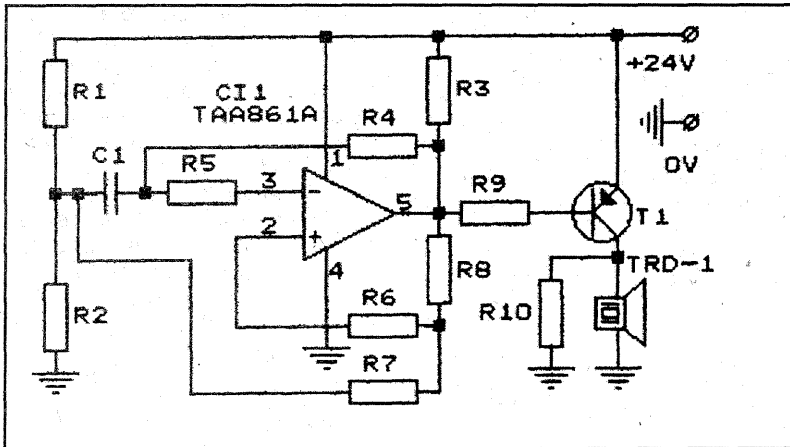 +24V
R1
CI1
TAA861A
R3
R4
0V
C1
R5
1
3
-
2
+
5
R9
T1
4
R8
TRD-1
R2
R6
R10
R7